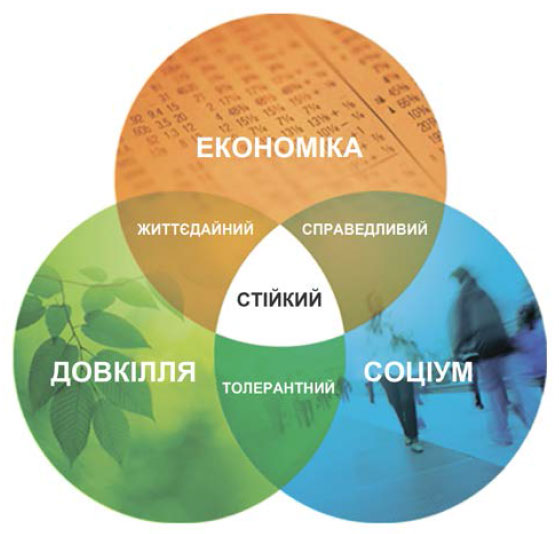 ЕКОНОМІКА
ЖИТТЄДАЙНИЙ
СПРАВЕДЛИВИЙ
СТІЙКИЙ
ДОВКІЛЛЯ
ТОЛЕРАНТНИЙ
СОЦІУМ